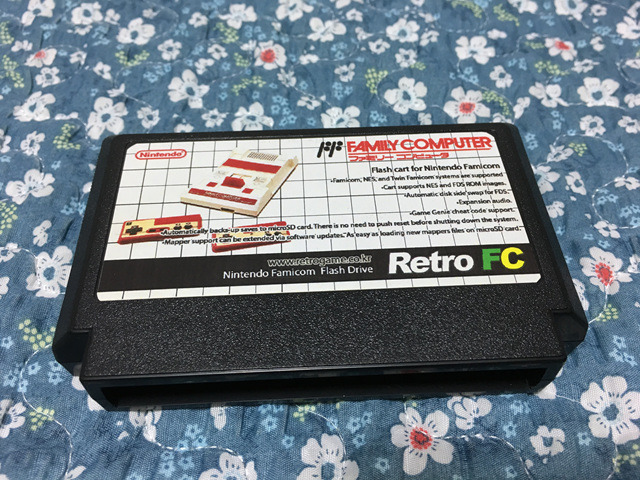 Nintendo
FAMILY COMPUTER
ファミリー コンピュータ
Flash cart for Nintendo Famicom
•Famicom, NES, and Twin Famicom systems are supported.
•Cart supports NES and FDS ROM images.
•Automatic disk side swap for FDS.
•Expansion audio.
•Game Genie cheat code support.
•Automatically back-up saves to microSD card. There is no need to push reset before shutting down the system.
•Mapper support can be extended via software updates. As easy as loading new mappers files on microSD card.
www.retrogame.co.kr
Nintendo Famicom Flash Drive
Retro FC